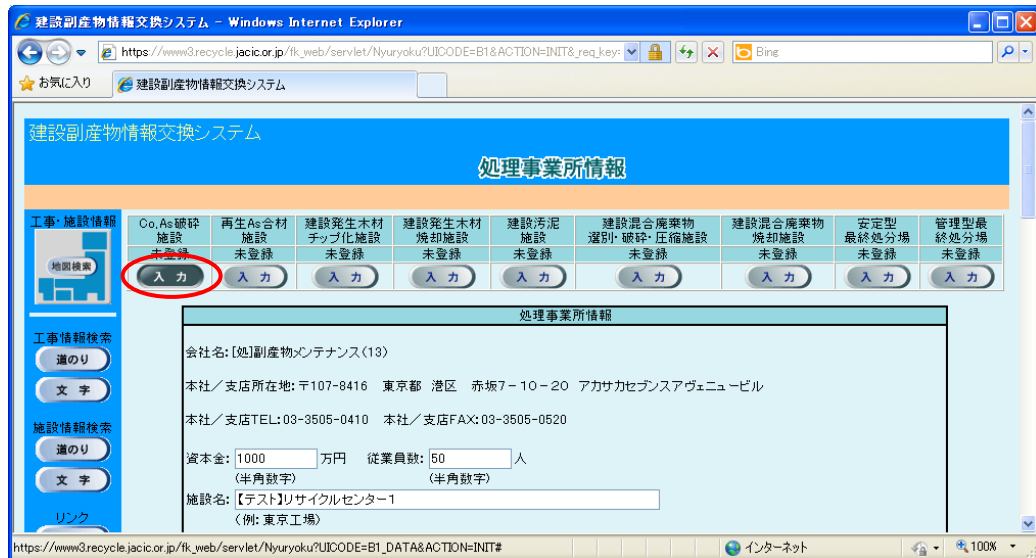 建設副産物情報交換システム - Windows Internet Explorer
https://www3.recycle.jacic.or.jp/fk_web/servlet/Nyuryoku?UICODE=B1&ACTION=INIT&_req_key=
Bing
お気に入り
建設副産物情報交換システム
建設副産物情報交換システム
処理事業所情報
工事・施設情報
地図検索
Co,As破砕施設
再生As合材施設
建設発生木材チップ化施設
建設発生木材焼却施設
建設汚泥施設
建設混合廃棄物選別・破砕・圧縮施設
建設混合廃棄物焼却施設
安定型最終処分場
管理型最終処分場
未登録 未登録 未登録 未登録 未登録 未登録 未登録 未登録 未登録
入 力 入 力 入 力 入 力 入 力 入 力 入 力 入 力 入 力
処理事業所情報
工事情報検索
道のり
文 字
施設情報検索
道のり
文 字
リンク
会社名:[処]副産物メンテナンス(13)
本社/支店所在地:〒107-8416 東京都 港区 赤坂7-10-20 アカサカセブンスアヴェニュービル
本社/支店TEL:03-3505-0410 本社/支店FAX:03-3505-0520
資本金: 1000 万円 従業員数: 50 人
(半角数字) (半角数字)
施設名:【テスト】リサイクルセンター1
(例:東京工場)
https://www3.recycle.jacic.or.jp/fk_web/servlet/Nyuryoku?UICODE=B1_DATA&ACTION=INIT#
インターネット
100%